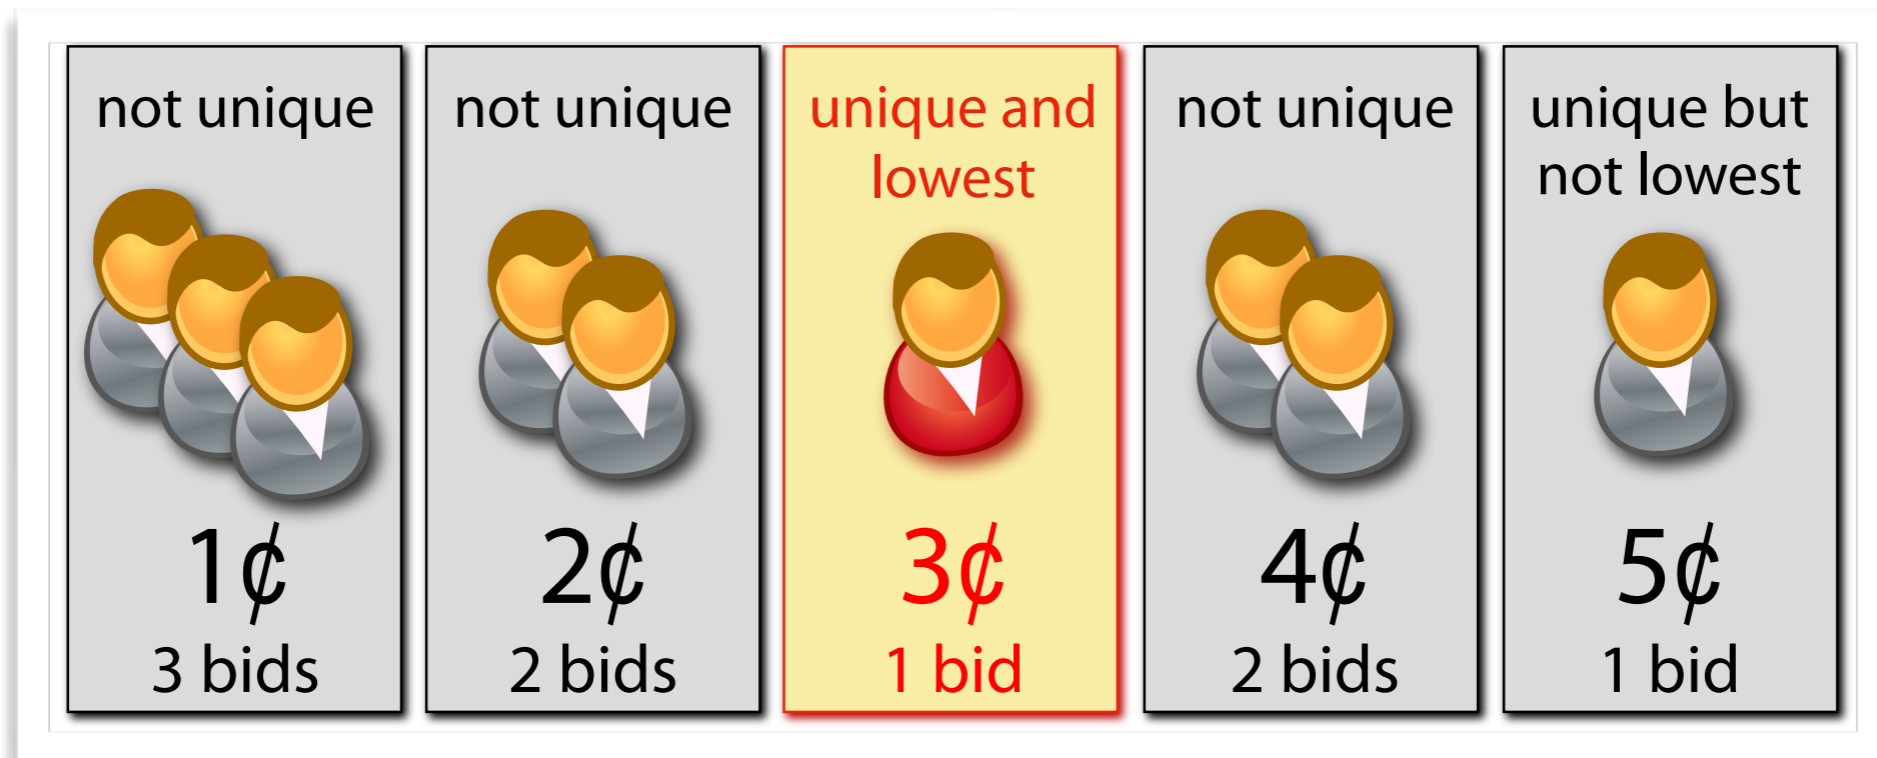 not unique
1¢
3 bids
not unique
2¢
2 bids
unique and
lowest
3¢
1 bid
not unique
4¢
2 bids
unique but
not lowest
5¢
1 bid